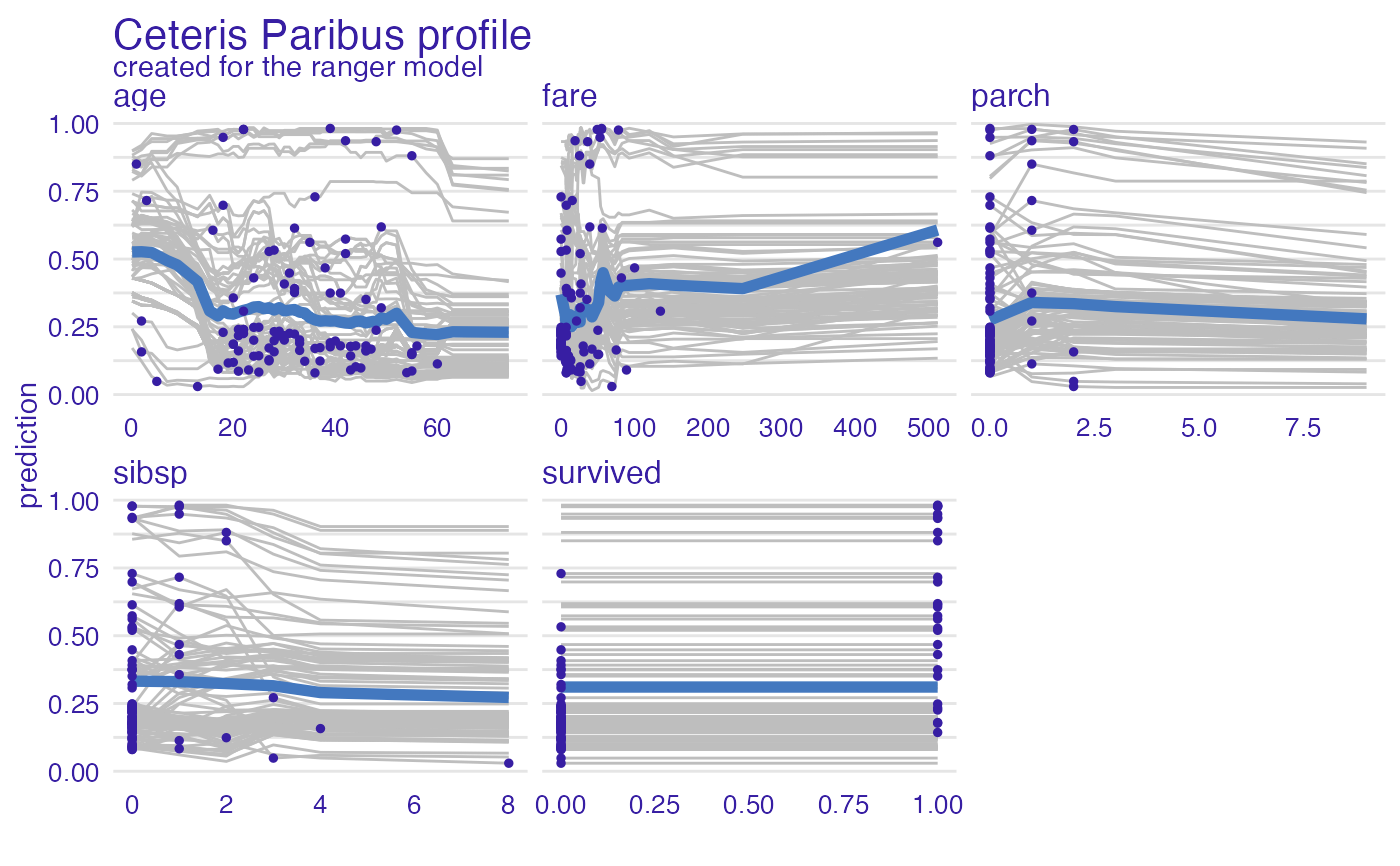 Ceteris Paribus profile
created for the ranger model
age fare parch
1.00
0.75
0.50
0.25
0.00
0 20 40 60 0 100 200 300 400 500 0.0 2.5 5.0 7.5
prediction
sibsp survived
1.00
0.75
0.50
0.25
0.00
0 2 4 6 8 0.00 0.25 0.50 0.75 1.00